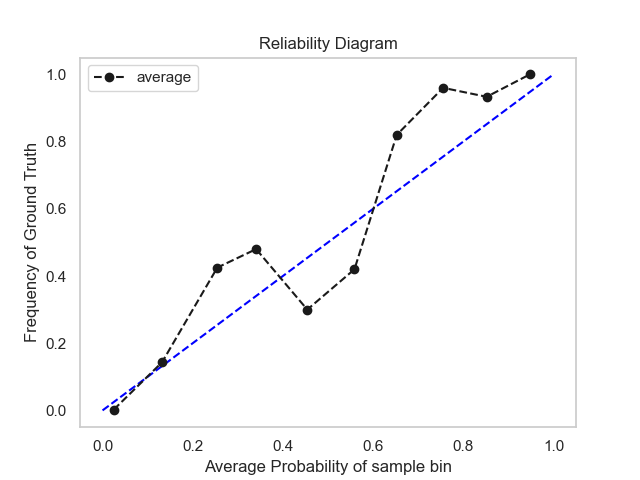 Reliability Diagram
average
1.0
0.8
0.6
0.4
0.2
0.0
Frequency of Ground Truth
0.0 0.2 0.4 0.6 0.8 1.0
Average Probability of sample bin